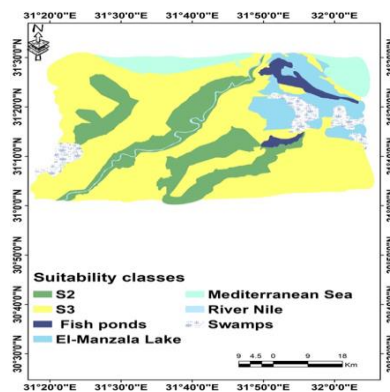 31°20'0"E 31°30'0"E 31°40'0"E 31°50'0"E 32°0'0"E
N
31°30'0"N
31°20'0"N
31°10'0"N
31°0'0"N
30°50'0"N
30°40'0"N
30°30'0"N
Suitability classes
S2 Mediterranean Sea
S3 River Nile
Fish ponds Swamps
El-Manzala Lake
9 4.5 0 9 18
Km
31°20'0"E 31°30'0"E 31°40'0"E 31°50'0"E 32°0'0"E